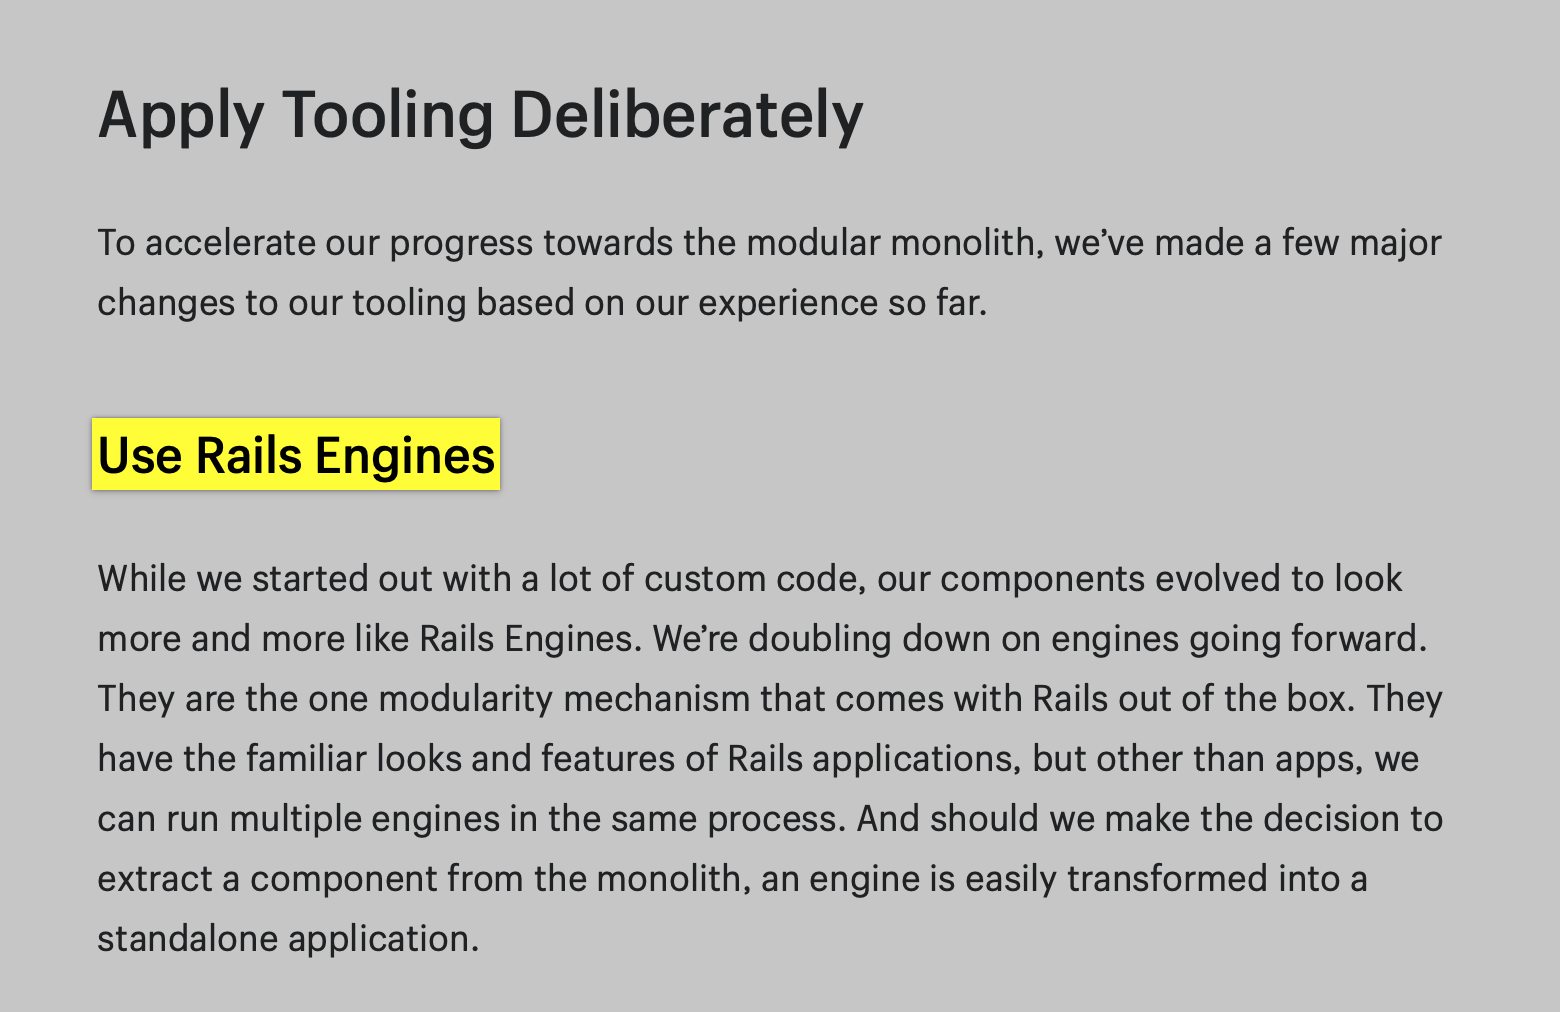 Apply Tooling Deliberately
To accelerate our progress towards the modular monolith, we’ve made a few major
changes to our tooling based on our experience so far.
Use Rails Engines
While we started out with a lot of custom code, our components evolved to look
more and more like Rails Engines. We’re doubling down on engines going forward.
They are the one modularity mechanism that comes with Rails out of the box. They
have the familiar looks and features of Rails applications, but other than apps, we
can run multiple engines in the same process. And should we make the decision to
extract a component from the monolith, an engine is easily transformed into a
standalone application.